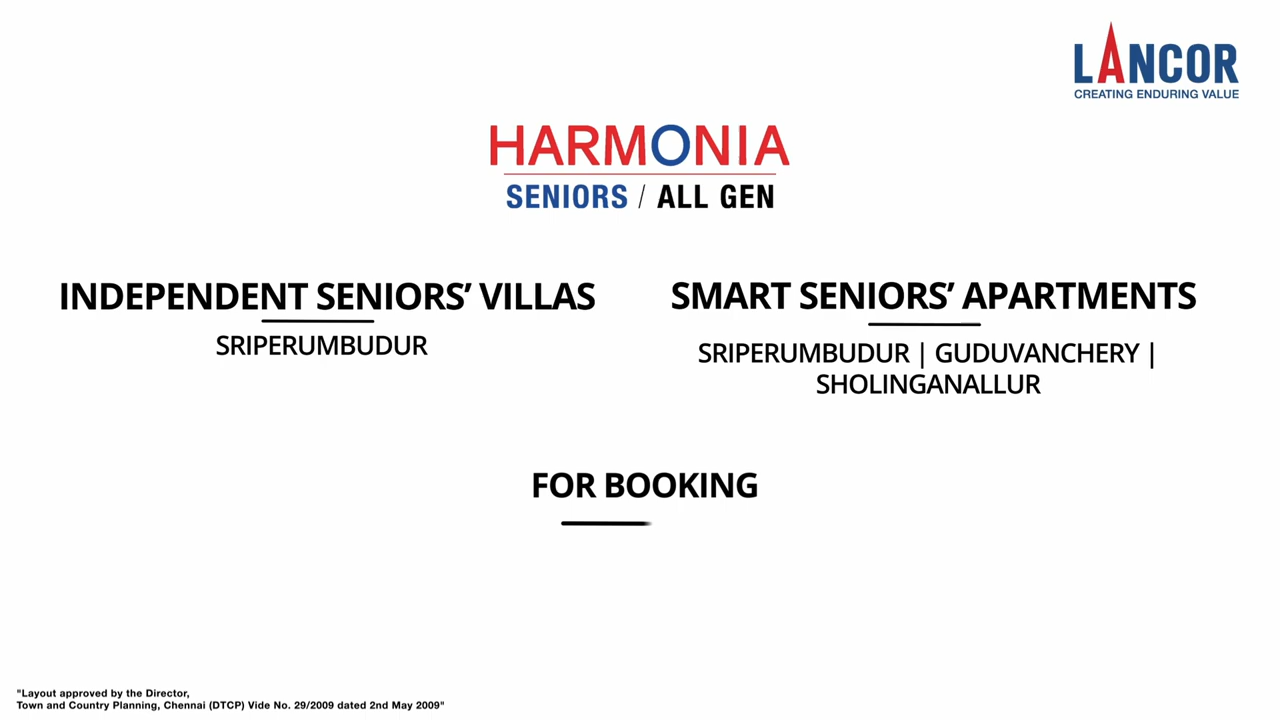 LANCOR
CREATING ENDURING VALUE
HARMONIA
SENIORS / ALL GEN
INDEPENDENT SENIORS’ VILLAS
SRIPERUMBUDUR
SMART SENIORS’ APARTMENTS
SRIPERUMBUDUR | GUDUVANCHERY |
SHOLINGANALLUR
FOR BOOKING
"Layout approved by the Director,
Town and Country Planning, Chennai (DTCP) Vide No. 29/2009 dated 2nd May 2009"